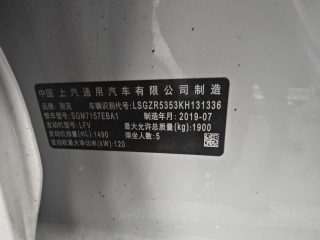 中国 上汽通用汽车有限公司制造
品牌：别克 车辆识别代号：LSGZR5353KH131336
整车型号：SGM7157EBA1 制造年月：2019-07
发动机型号：LFV 最大允许总质量(kg)：1900
发动机排量(mL)：1490 乘坐人数：5
发动机最大净功率(kW)：120